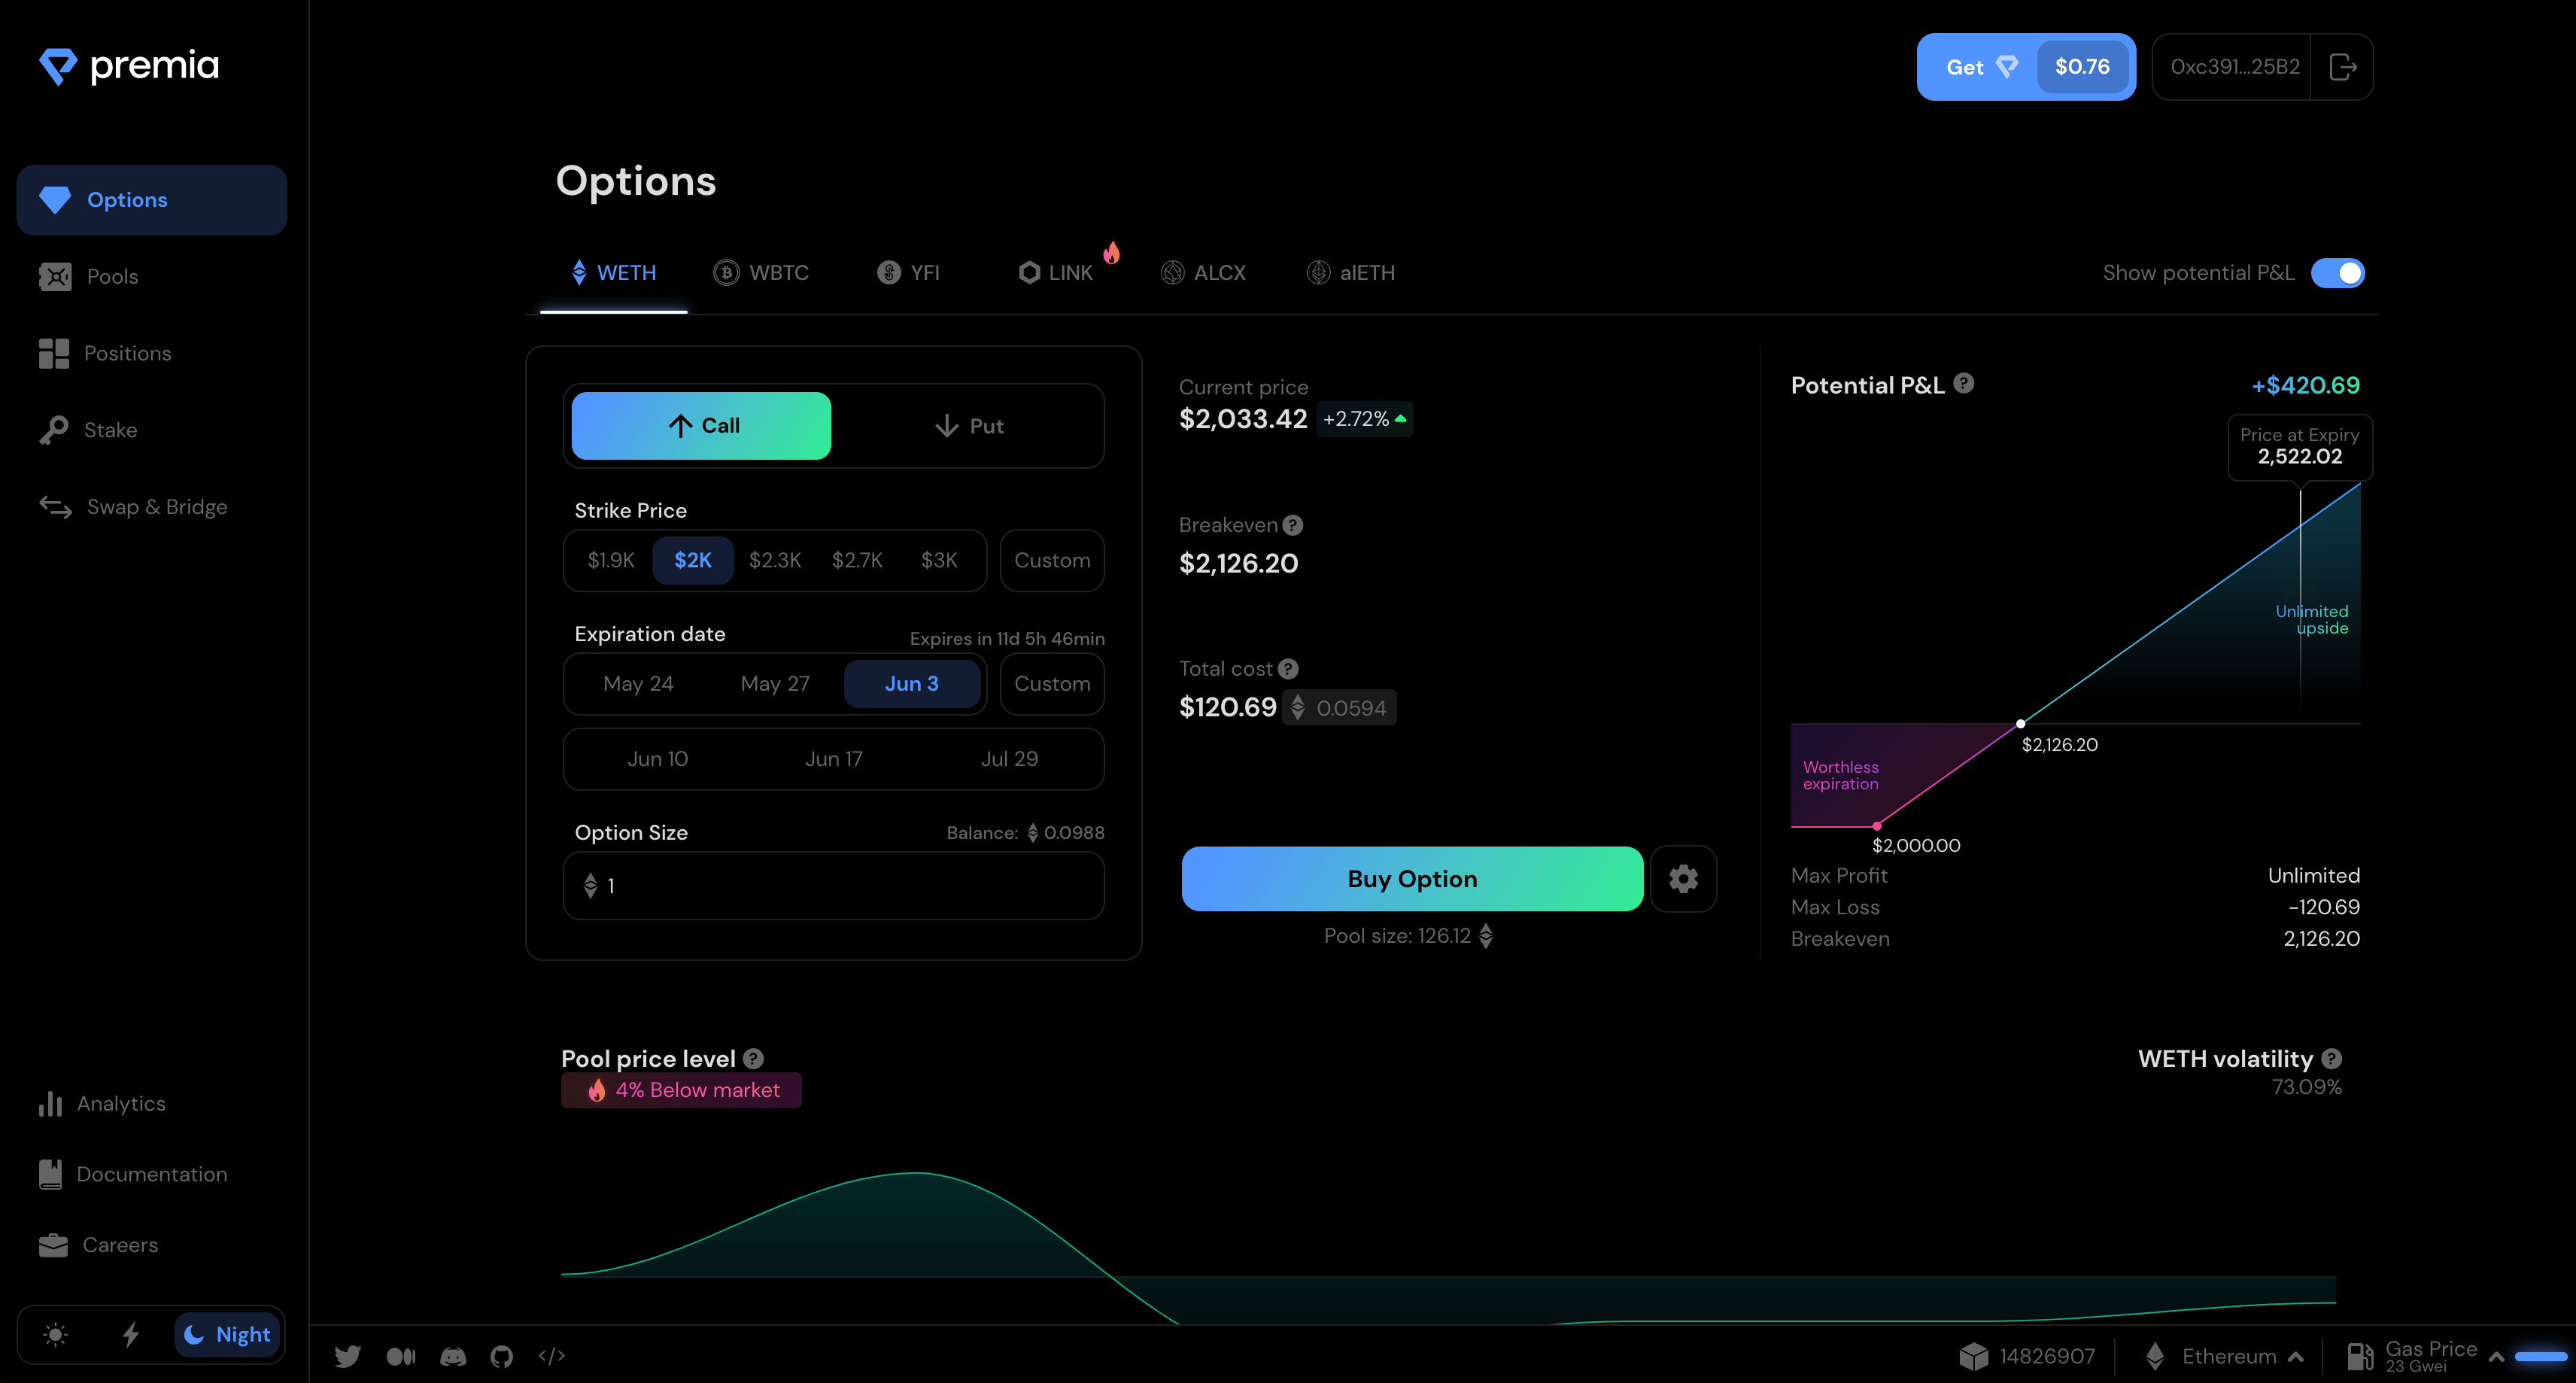 premia
Get $0.76
0xc391...25B2
Options
Pools
Positions
Stake
Swap & Bridge
Analytics
Documentation
Careers
Night
Options
WETH
WBTC
YFI
LINK
ALCX
alETH
Show potential P&L
Call
Put
Strike Price
$1.9K $2K $2.3K $2.7K $3K Custom
Expiration date
Expires in 11d 5h 46min
May 24 May 27 Jun 3 Custom
Jun 10 Jun 17 Jul 29
Option Size
Balance: 0.0988
1
Current price
$2,033.42 +2.72%
Breakeven ?
$2,126.20
Total cost ?
$120.69 0.0594
Buy Option
Pool size: 126.12
Potential P&L ?
+$420.69
Price at Expiry
2,522.02
Unlimited
upside
$2,126.20
Worthless
expiration
$2,000.00
Max Profit Unlimited
Max Loss -120.69
Breakeven 2,126.20
Pool price level ?
4% Below market
WETH volatility ?
73.09%
</>
14826907
Ethereum
Gas Price
23 Gwei